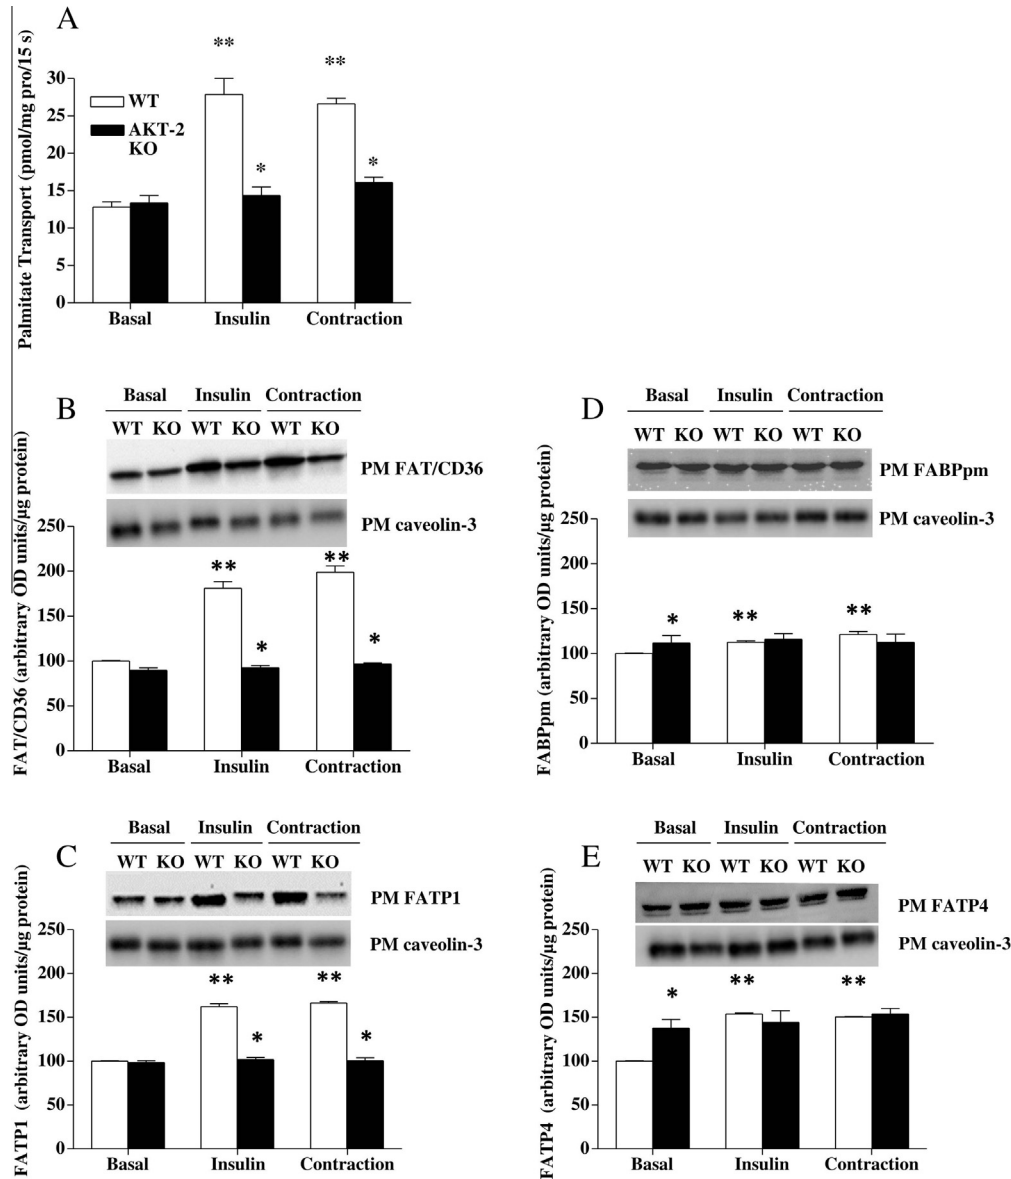 A
Palmitate Transport (pmol/mg pro/15 s)
** **
30
25
20
15
10
5
0
WT
AKT-2
KO
* *
Basal Insulin Contraction
B
Basal Insulin Contraction
WT KO WT KO WT KO
PM FAT/CD36
PM caveolin-3
FAT/CD36 (arbitrary OD units/µg protein)
250
200
150
100
50
0
** **
* *
Basal Insulin Contraction
D
Basal Insulin Contraction
WT KO WT KO WT KO
PM FABPpm
PM caveolin-3
FABPpm (arbitrary OD units/µg protein)
250
200
150
100
50
0
* ** **
Basal Insulin Contraction
C
Basal Insulin Contraction
WT KO WT KO WT KO
PM FATP1
PM caveolin-3
FATP1 (arbitrary OD units/µg protein)
250
200
150
100
50
0
** **
* *
Basal Insulin Contraction
E
Basal Insulin Contraction
WT KO WT KO WT KO
PM FATP4
PM caveolin-3
FATP4 (arbitrary OD units/µg protein)
250
200
150
100
50
0
* ** **
Basal Insulin Contraction